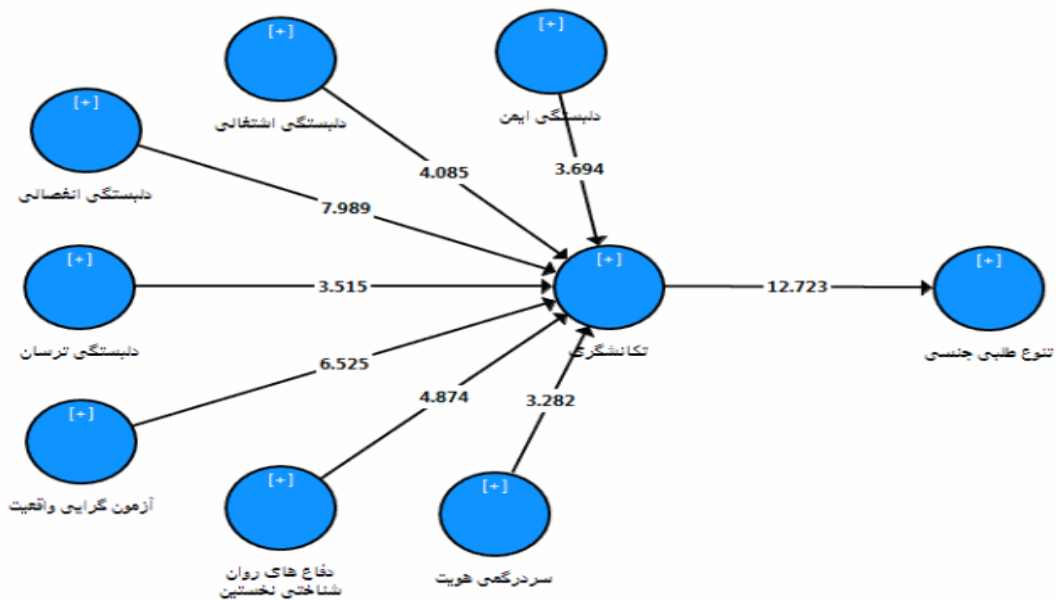 [+]
دلبستگی ایمن
[+]
دلبستگی اشتغالی
[+]
دلبستگی انفصالی
3.694
4.085
7.989
[+]
دلبستگی ترسان
3.515
[+]
تکانشگری
12.723
[+]
تنوع طلبی جنسی
6.525
4.874
3.282
[+]
آزمون گرایی واقعیت
[+]
دفاع های روان
شناختی نخستین
[+]
سردرگمی هویت